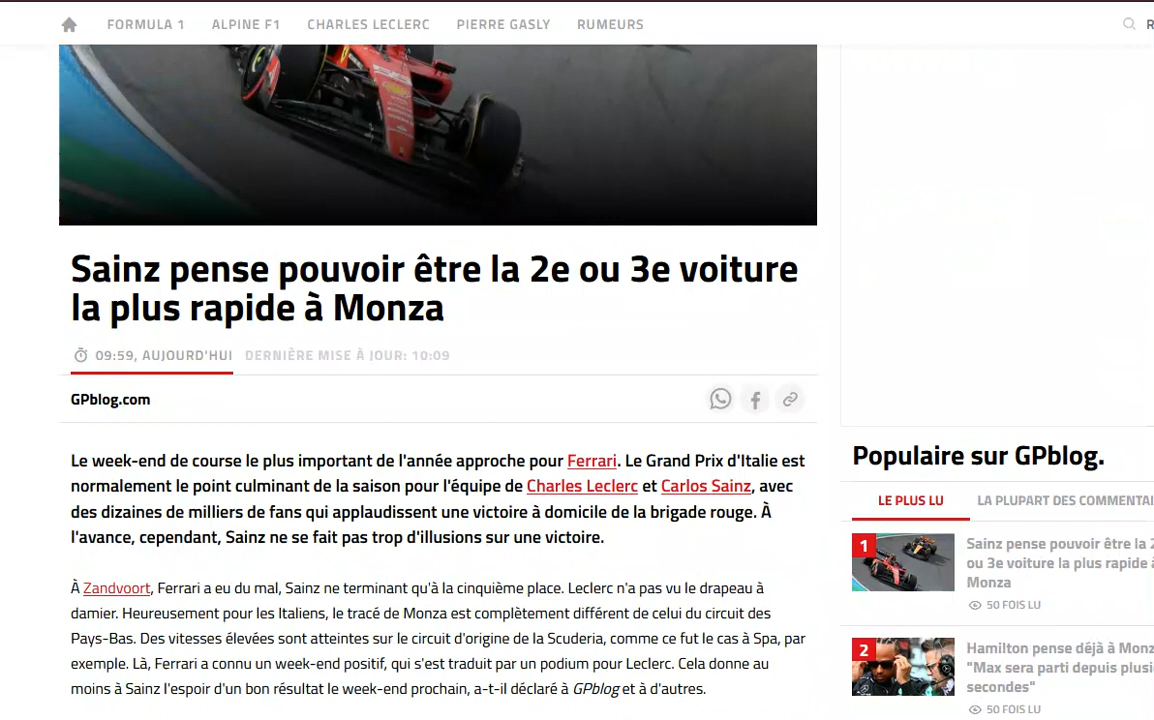 FORMULA 1 ALPINE F1 CHARLES LECLERC PIERRE GASLY RUMEURS
Sainz pense pouvoir être la 2e ou 3e voiture
la plus rapide à Monza
09:59, AUJOURD'HUI DERNIÈRE MISE À JOUR: 10:09
GPblog.com
Le week-end de course le plus important de l'année approche pour Ferrari. Le Grand Prix d'Italie est
normalement le point culminant de la saison pour l'équipe de Charles Leclerc et Carlos Sainz, avec
des dizaines de milliers de fans qui applaudissent une victoire à domicile de la brigade rouge. À
l'avance, cependant, Sainz ne se fait pas trop d'illusions sur une victoire.
À Zandvoort, Ferrari a eu du mal, Sainz ne terminant qu'à la cinquième place. Leclerc n'a pas vu le drapeau à
damier. Heureusement pour les Italiens, le tracé de Monza est complètement différent de celui du circuit des
Pays-Bas. Des vitesses élevées sont atteintes sur le circuit d'origine de la Scuderia, comme ce fut le cas à Spa, par
exemple. Là, Ferrari a connu un week-end positif, qui s'est traduit par un podium pour Leclerc. Cela donne au
moins à Sainz l'espoir d'un bon résultat le week-end prochain, a-t-il déclaré à GPblog et à d'autres.
Populaire sur GPblog.
LE PLUS LU LA PLUPART DES COMMENTAI
1
Sainz pense pouvoir être la 2
ou 3e voiture la plus rapide à
Monza
50 FOIS LU
2
Hamilton pense déjà à Monz
"Max sera parti depuis plusi
secondes"
50 FOIS LU